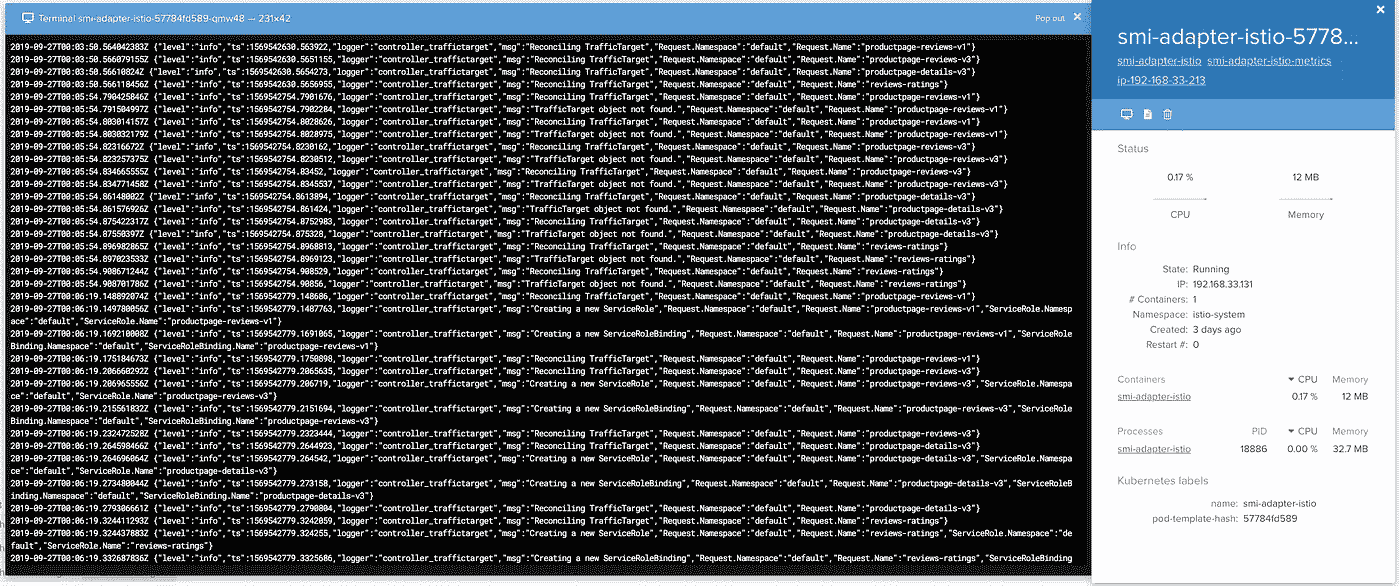 Terminal smi-adapter-istio-57784fd589-qmw48 — 231×42
Pop out ×
2019-09-27T00:03:50.564042383Z {"level":"info","ts":1569542630.563922,"logger":"controller_traffictarget","msg":"Reconciling TrafficTarget","Request.Namespace":"default","Request.Name":"productpage-reviews-v1"}
2019-09-27T00:03:50.566079155Z {"level":"info","ts":1569542630.5651155,"logger":"controller_traffictarget","msg":"Reconciling TrafficTarget","Request.Namespace":"default","Request.Name":"productpage-reviews-v3"}
2019-09-27T00:03:50.56610824Z {"level":"info","ts":1569542630.5654273,"logger":"controller_traffictarget","msg":"Reconciling TrafficTarget","Request.Namespace":"default","Request.Name":"productpage-details-v3"}
2019-09-27T00:03:50.566118456Z {"level":"info","ts":1569542630.5656955,"logger":"controller_traffictarget","msg":"Reconciling TrafficTarget","Request.Namespace":"default","Request.Name":"reviews-ratings"}
2019-09-27T00:05:54.790425846Z {"level":"info","ts":1569542754.7901676,"logger":"controller_traffictarget","msg":"Reconciling TrafficTarget","Request.Namespace":"default","Request.Name":"productpage-reviews-v1"}
2019-09-27T00:05:54.791504997Z {"level":"info","ts":1569542754.7902284,"logger":"controller_traffictarget","msg":"TrafficTarget object not found.","Request.Namespace":"default","Request.Name":"productpage-reviews-v1"}
2019-09-27T00:05:54.803014157Z {"level":"info","ts":1569542754.8028626,"logger":"controller_traffictarget","msg":"Reconciling TrafficTarget","Request.Namespace":"default","Request.Name":"productpage-reviews-v1"}
2019-09-27T00:05:54.803032179Z {"level":"info","ts":1569542754.8028975,"logger":"controller_traffictarget","msg":"TrafficTarget object not found.","Request.Namespace":"default","Request.Name":"productpage-reviews-v1"}
2019-09-27T00:05:54.82316672Z {"level":"info","ts":1569542754.8230162,"logger":"controller_traffictarget","msg":"Reconciling TrafficTarget","Request.Namespace":"default","Request.Name":"productpage-reviews-v3"}
2019-09-27T00:05:54.823257375Z {"level":"info","ts":1569542754.8230512,"logger":"controller_traffictarget","msg":"TrafficTarget object not found.","Request.Namespace":"default","Request.Name":"productpage-reviews-v3"}
2019-09-27T00:05:54.834665555Z {"level":"info","ts":1569542754.83452,"logger":"controller_traffictarget","msg":"Reconciling TrafficTarget","Request.Namespace":"default","Request.Name":"productpage-reviews-v3"}
2019-09-27T00:05:54.834771458Z {"level":"info","ts":1569542754.8345537,"logger":"controller_traffictarget","msg":"TrafficTarget object not found.","Request.Namespace":"default","Request.Name":"productpage-reviews-v3"}
2019-09-27T00:05:54.86148002Z {"level":"info","ts":1569542754.8613894,"logger":"controller_traffictarget","msg":"Reconciling TrafficTarget","Request.Namespace":"default","Request.Name":"productpage-details-v3"}
2019-09-27T00:05:54.861576926Z {"level":"info","ts":1569542754.861424,"logger":"controller_traffictarget","msg":"TrafficTarget object not found.","Request.Namespace":"default","Request.Name":"productpage-details-v3"}
2019-09-27T00:05:54.875422317Z {"level":"info","ts":1569542754.8752983,"logger":"controller_traffictarget","msg":"Reconciling TrafficTarget","Request.Namespace":"default","Request.Name":"productpage-details-v3"}
2019-09-27T00:05:54.87550397Z {"level":"info","ts":1569542754.875328,"logger":"controller_traffictarget","msg":"TrafficTarget object not found.","Request.Namespace":"default","Request.Name":"productpage-details-v3"}
2019-09-27T00:05:54.896982865Z {"level":"info","ts":1569542754.8968813,"logger":"controller_traffictarget","msg":"Reconciling TrafficTarget","Request.Namespace":"default","Request.Name":"reviews-ratings"}
2019-09-27T00:05:54.897023533Z {"level":"info","ts":1569542754.8969123,"logger":"controller_traffictarget","msg":"TrafficTarget object not found.","Request.Namespace":"default","Request.Name":"reviews-ratings"}
2019-09-27T00:05:54.908671244Z {"level":"info","ts":1569542754.908529,"logger":"controller_traffictarget","msg":"Reconciling TrafficTarget","Request.Namespace":"default","Request.Name":"reviews-ratings"}
2019-09-27T00:05:54.908701786Z {"level":"info","ts":1569542754.90856,"logger":"controller_traffictarget","msg":"TrafficTarget object not found.","Request.Namespace":"default","Request.Name":"reviews-ratings"}
2019-09-27T00:06:19.148892074Z {"level":"info","ts":1569542779.148686,"logger":"controller_traffictarget","msg":"Reconciling TrafficTarget","Request.Namespace":"default","Request.Name":"productpage-reviews-v1"}
2019-09-27T00:06:19.149780056Z {"level":"info","ts":1569542779.1487763,"logger":"controller_traffictarget","msg":"Creating a new ServiceRole","Request.Namespace":"default","Request.Name":"productpage-reviews-v1","ServiceRole.Namesp
ace":"default","ServiceRole.Name":"productpage-reviews-v1"}
2019-09-27T00:06:19.169210008Z {"level":"info","ts":1569542779.1691065,"logger":"controller_traffictarget","msg":"Creating a new ServiceRoleBinding","Request.Namespace":"default","Request.Name":"productpage-reviews-v1","ServiceRole
Binding.Namespace":"default","ServiceRoleBinding.Name":"productpage-reviews-v1"}
2019-09-27T00:06:19.175184673Z {"level":"info","ts":1569542779.1750898,"logger":"controller_traffictarget","msg":"Reconciling TrafficTarget","Request.Namespace":"default","Request.Name":"productpage-reviews-v1"}
2019-09-27T00:06:19.206660292Z {"level":"info","ts":1569542779.2065635,"logger":"controller_traffictarget","msg":"Reconciling TrafficTarget","Request.Namespace":"default","Request.Name":"productpage-reviews-v3"}
2019-09-27T00:06:19.206965556Z {"level":"info","ts":1569542779.206719,"logger":"controller_traffictarget","msg":"Creating a new ServiceRole","Request.Namespace":"default","Request.Name":"productpage-reviews-v3","ServiceRole.Namespa
ce":"default","ServiceRole.Name":"productpage-reviews-v3"}
2019-09-27T00:06:19.215561832Z {"level":"info","ts":1569542779.2151694,"logger":"controller_traffictarget","msg":"Creating a new ServiceRoleBinding","Request.Namespace":"default","Request.Name":"productpage-reviews-v3","ServiceRole
Binding.Namespace":"default","ServiceRoleBinding.Name":"productpage-reviews-v3"}
2019-09-27T00:06:19.232472528Z {"level":"info","ts":1569542779.2323444,"logger":"controller_traffictarget","msg":"Reconciling TrafficTarget","Request.Namespace":"default","Request.Name":"productpage-reviews-v3"}
2019-09-27T00:06:19.264598466Z {"level":"info","ts":1569542779.2644923,"logger":"controller_traffictarget","msg":"Reconciling TrafficTarget","Request.Namespace":"default","Request.Name":"productpage-details-v3"}
2019-09-27T00:06:19.264696064Z {"level":"info","ts":1569542779.264542,"logger":"controller_traffictarget","msg":"Creating a new ServiceRole","Request.Namespace":"default","Request.Name":"productpage-details-v3","ServiceRole.Namespa
ce":"default","ServiceRole.Name":"productpage-details-v3"}
2019-09-27T00:06:19.273480044Z {"level":"info","ts":1569542779.273158,"logger":"controller_traffictarget","msg":"Creating a new ServiceRoleBinding","Request.Namespace":"default","Request.Name":"productpage-details-v3","ServiceRoleB
inding.Namespace":"default","ServiceRoleBinding.Name":"productpage-details-v3"}
2019-09-27T00:06:19.279306661Z {"level":"info","ts":1569542779.2790804,"logger":"controller_traffictarget","msg":"Reconciling TrafficTarget","Request.Namespace":"default","Request.Name":"productpage-details-v3"}
2019-09-27T00:06:19.324411293Z {"level":"info","ts":1569542779.3242059,"logger":"controller_traffictarget","msg":"Reconciling TrafficTarget","Request.Namespace":"default","Request.Name":"reviews-ratings"}
2019-09-27T00:06:19.324437883Z {"level":"info","ts":1569542779.324255,"logger":"controller_traffictarget","msg":"Creating a new ServiceRole","Request.Namespace":"default","Request.Name":"reviews-ratings","ServiceRole.Namespace":"de
fault","ServiceRole.Name":"reviews-ratings"}
2019-09-27T00:06:19.332687836Z {"level":"info","ts":1569542779.3325686,"logger":"controller_traffictarget","msg":"Creating a new ServiceRoleBinding","Request.Namespace":"default","Request.Name":"reviews-ratings","ServiceRoleBinding
smi-adapter-istio-5778...
smi-adapter-istio smi-adapter-istio-metrics
ip-192-168-33-213
Status
0.17 % 12 MB
CPU Memory
Info
State: Running
IP: 192.168.33.131
# Containers: 1
Namespace: istio-system
Created: 3 days ago
Restart #: 0
Containers CPU Memory
smi-adapter-istio 0.17 % 12 MB
Processes PID CPU Memory
smi-adapter-istio 18886 0.00 % 32.7 MB
Kubernetes labels
name: smi-adapter-istio
pod-template-hash: 57784fd589